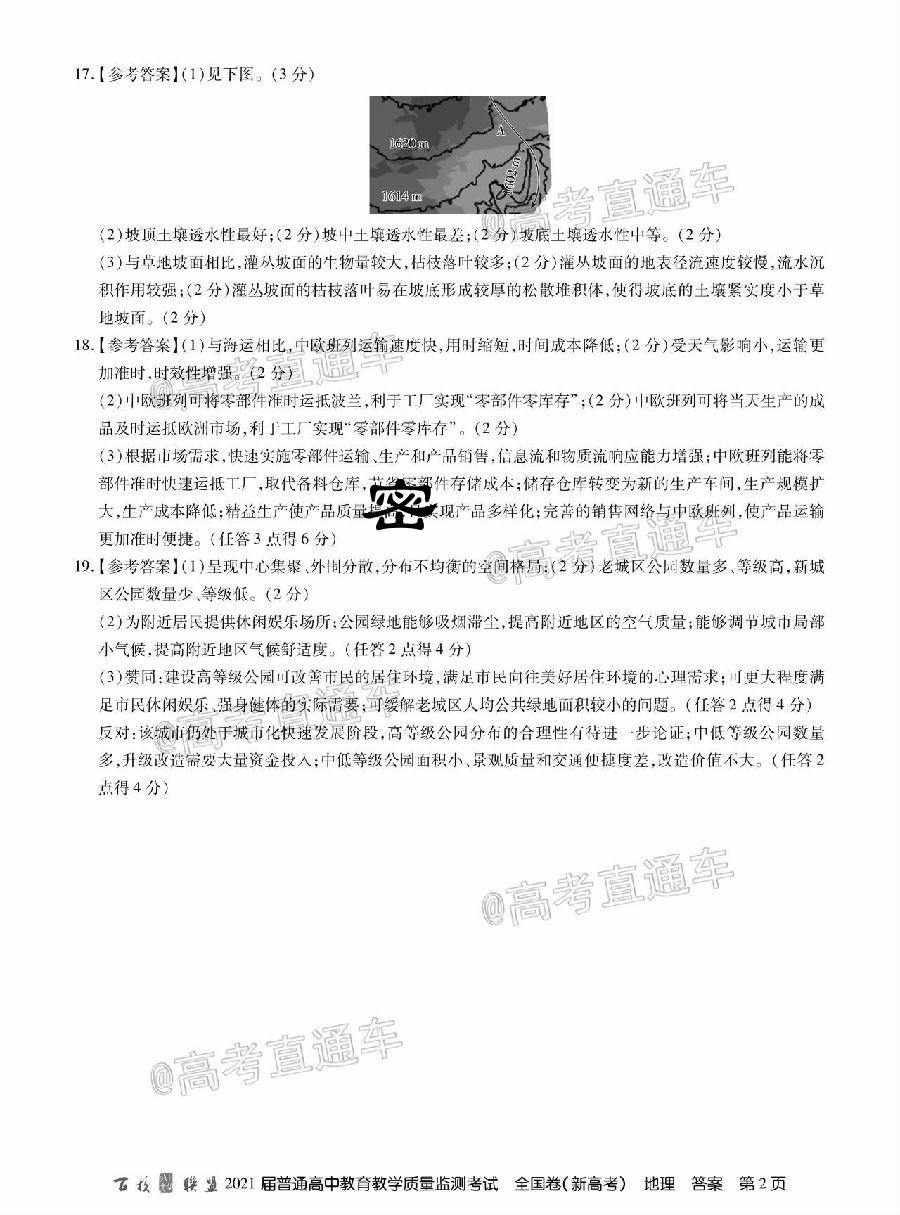 17.【参考答案】(1)见下图。(3分)
1620 m
A
1602 m
1614 m
@高考直通车
(2)坡顶土壤透水性最好;(2分)坡中土壤透水性最差;(2分)坡底土壤透水性中等。(2分)
(3)与草地坡面相比,灌丛坡面的生物量较大,枯枝落叶较多;(2分)灌丛坡面的地表径流速度较慢,流水沉
积作用较强;(2分)灌丛坡面的枯枝落叶易在坡底形成较厚的松散堆积体,使得坡底的土壤紧实度小于草
地坡面。(2分)
18.【参考答案】(1)与海运相比,中欧班列运输速度快,用时缩短,时间成本降低;(2分)受天气影响小,运输更
加准时,时效性增强。(2分)
@高考直通车
(2)中欧班列可将零部件准时运抵波兰,利于工厂实现“零部件零库存”;(2分)中欧班列可将当天生产的成
品及时运抵欧洲市场,利于工厂实现“零部件零库存”。(2分)
(3)根据市场需求,快速实施零部件运输、生产和产品销售,信息流和物质流响应能力增强;中欧班列能将零
部件准时快速运抵工厂,取代备料仓库,节省零部件存储成本;储存仓库转变为新的生产车间,生产规模扩
大,生产成本降低;精益生产使产品质量提高 实现产品多样化;完善的销售网络与中欧班列,使产品运输
密
更加准时便捷。(任答3点得6分)
@高考直通车
19.【参考答案】(1)呈现中心集聚、外围分散,分布不均衡的空间格局;(2分)老城区公园数量多、等级高,新城
区公园数量少、等级低。(2分)
(2)为附近居民提供休闲娱乐场所;公园绿地能够吸烟滞尘,提高附近地区的空气质量;能够调节城市局部
小气候,提高附近地区气候舒适度。(任答2点得4分)
(3)赞同:建设高等级公园可改善市民的居住环境,满足市民向往美好居住环境的心理需求;可更大程度满
足市民休闲娱乐、强身健体的实际需要;可缓解老城区人均公共绿地面积较小的问题。(任答2点得4分)
@高考直通车
反对:该城市仍处于城市化快速发展阶段,高等级公园分布的合理性有待进一步论证;中低等级公园数量
多,升级改造需要大量资金投入;中低等级公园面积小、景观质量和交通便捷度差,改造价值不大。(任答2
点得4分)
@高考直通车
@高考直通车
百校 联盟 2021届普通高中教育教学质量监测考试 全国卷(新高考) 地理 答案 第2页